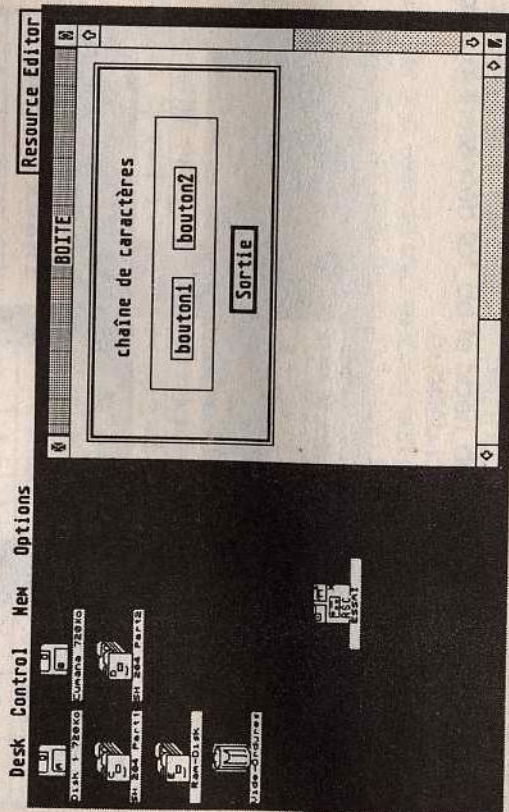 Desk Control New Options Resource Editor
Disk 1 720Ko
Cumana 720Ko
SH 204 Part1
SH 204 Part2
Ram-Disk
Vide-Ordures
RSC
ESSAI
BOITE
chaîne de caractères
bouton1 bouton2
Sortie